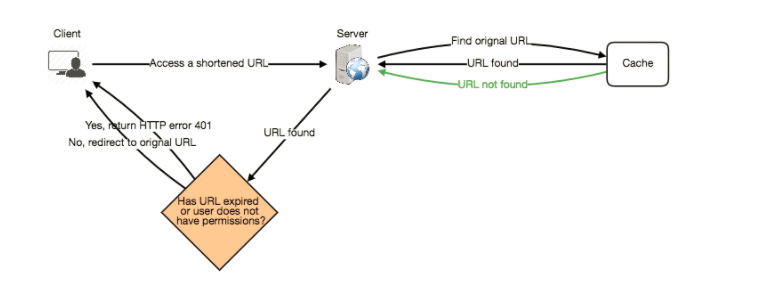 Client
Server
Access a shortened URL
Find orignal URL
URL found
URL not found
Cache
Yes, return HTTP error 401
No, redirect to orignal URL
URL found
Has URL expired
or user does not
have permissions?